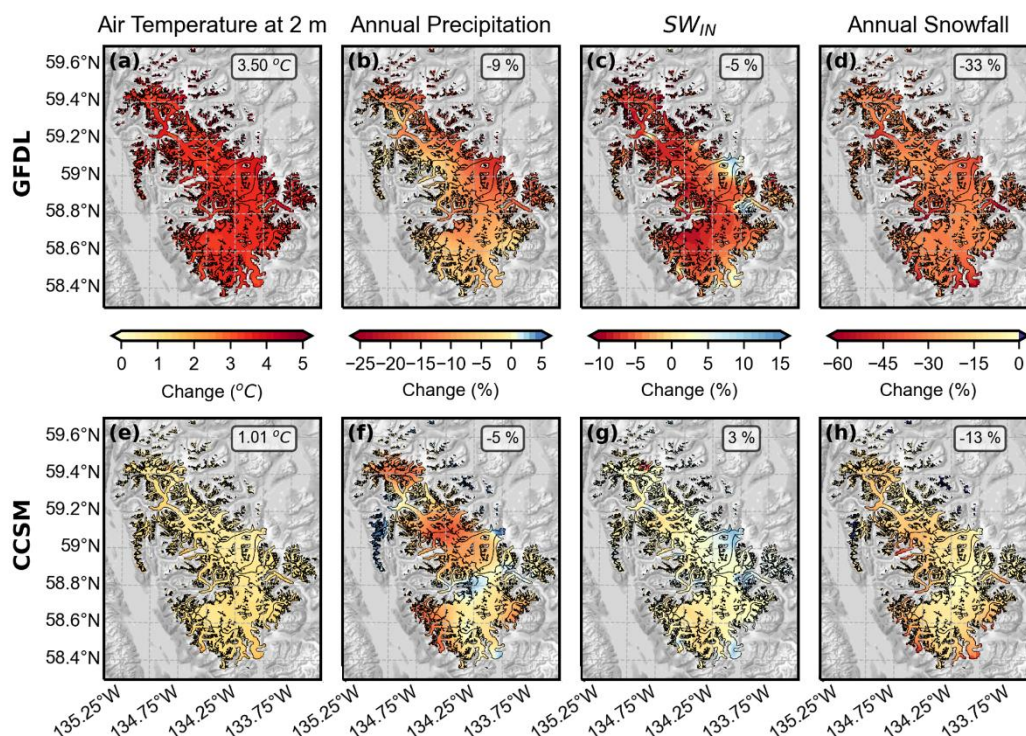 Air Temperature at 2 m Annual Precipitation SW_IN Annual Snowfall
GFDL
(a) 3.50 °C (b) -9 % (c) -5 % (d) -33 %
59.6°N
59.4°N
59.2°N
59°N
58.8°N
58.6°N
58.4°N
0 1 2 3 4 5 −25−20−15−10 −5 0 5 −10 −5 0 5 10 15 −60 −45 −30 −15 0
Change (°C) Change (%) Change (%) Change (%)
CCSM
(e) 1.01 °C (f) -5 % (g) 3 % (h) -13 %
59.6°N
59.4°N
59.2°N
59°N
58.8°N
58.6°N
58.4°N
135.25°W 134.75°W 134.25°W 133.75°W 135.25°W 134.75°W 134.25°W 133.75°W 135.25°W 134.75°W 134.25°W 133.75°W 135.25°W 134.75°W 134.25°W 133.75°W